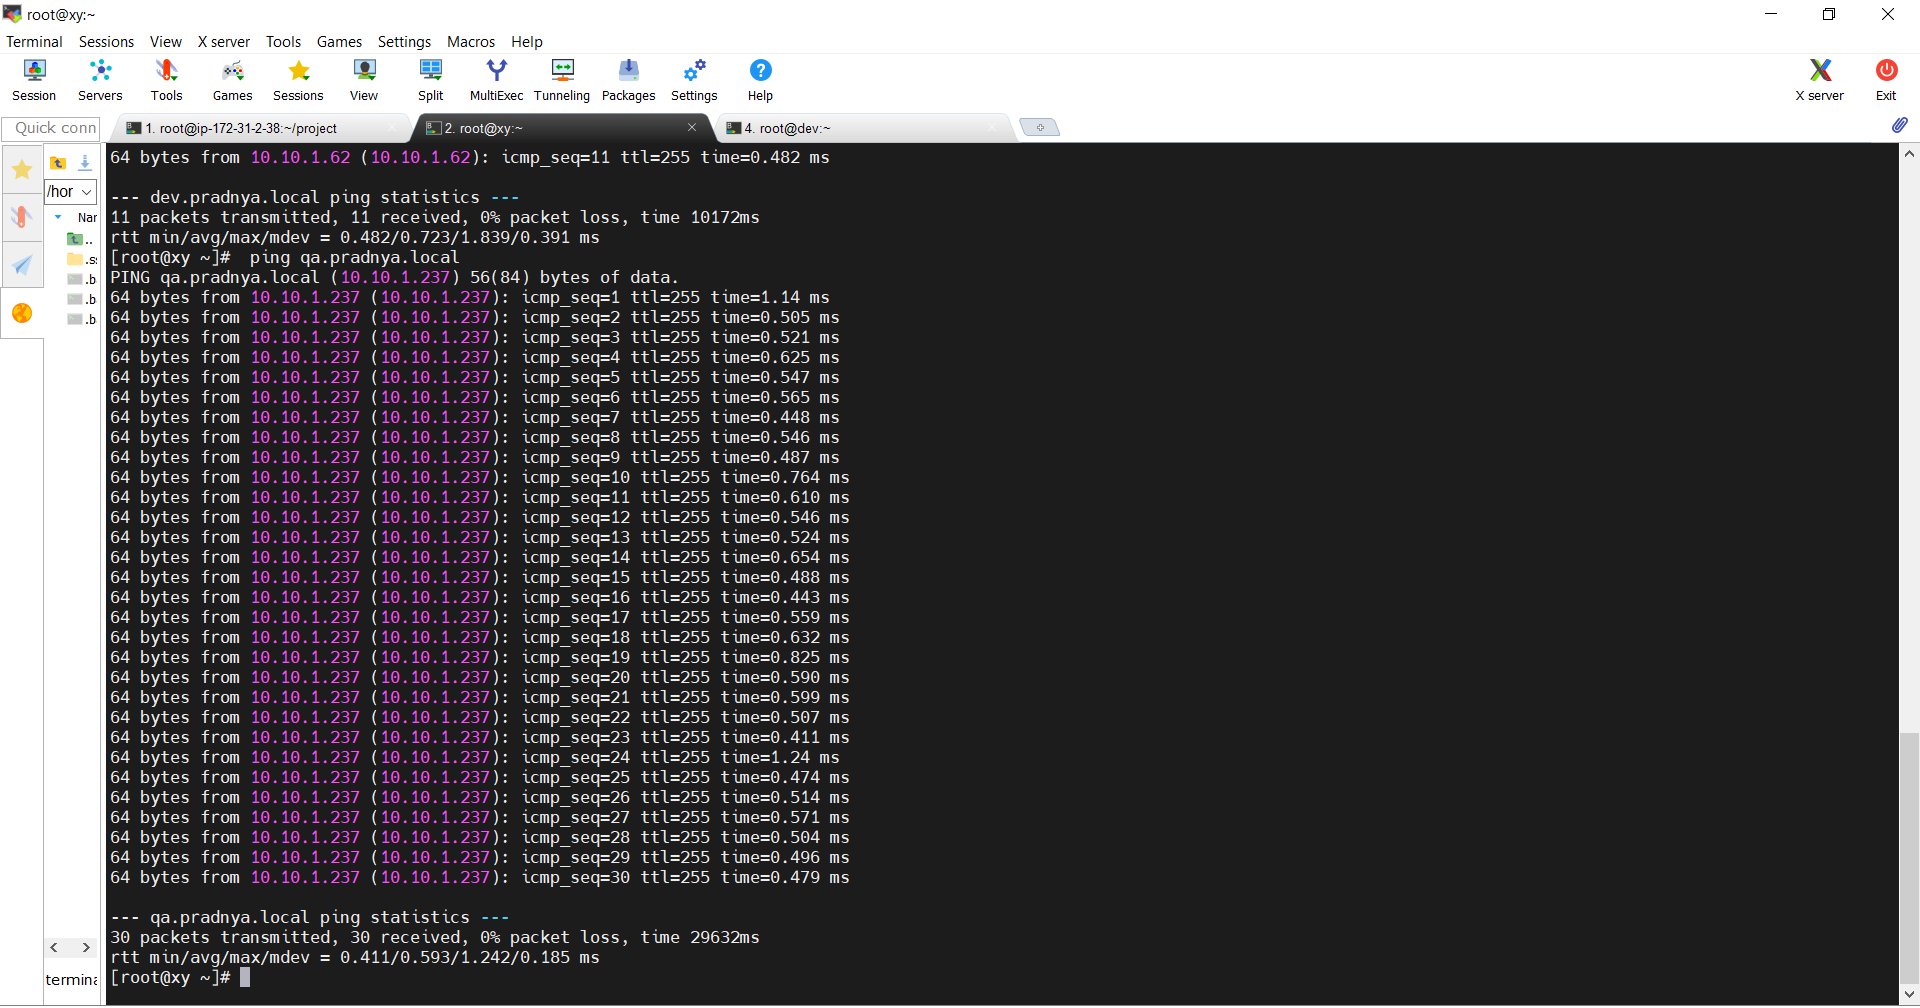 root@xy:~
Terminal Sessions View X server Tools Games Settings Macros Help
Session Servers Tools Games Sessions View Split MultiExec Tunneling Packages Settings Help X server Exit
Quick conn
1. root@ip-172-31-2-38:~/project
2. root@xy:~
4. root@dev:~
/hor
Nar
..
.s
.b
.b
.b
termina
64 bytes from 10.10.1.62 (10.10.1.62): icmp_seq=11 ttl=255 time=0.482 ms
--- dev.pradnya.local ping statistics ---
11 packets transmitted, 11 received, 0% packet loss, time 10172ms
rtt min/avg/max/mdev = 0.482/0.723/1.839/0.391 ms
[root@xy ~]#  ping qa.pradnya.local
PING qa.pradnya.local (10.10.1.237) 56(84) bytes of data.
64 bytes from 10.10.1.237 (10.10.1.237): icmp_seq=1 ttl=255 time=1.14 ms
64 bytes from 10.10.1.237 (10.10.1.237): icmp_seq=2 ttl=255 time=0.505 ms
64 bytes from 10.10.1.237 (10.10.1.237): icmp_seq=3 ttl=255 time=0.521 ms
64 bytes from 10.10.1.237 (10.10.1.237): icmp_seq=4 ttl=255 time=0.625 ms
64 bytes from 10.10.1.237 (10.10.1.237): icmp_seq=5 ttl=255 time=0.547 ms
64 bytes from 10.10.1.237 (10.10.1.237): icmp_seq=6 ttl=255 time=0.565 ms
64 bytes from 10.10.1.237 (10.10.1.237): icmp_seq=7 ttl=255 time=0.448 ms
64 bytes from 10.10.1.237 (10.10.1.237): icmp_seq=8 ttl=255 time=0.546 ms
64 bytes from 10.10.1.237 (10.10.1.237): icmp_seq=9 ttl=255 time=0.487 ms
64 bytes from 10.10.1.237 (10.10.1.237): icmp_seq=10 ttl=255 time=0.764 ms
64 bytes from 10.10.1.237 (10.10.1.237): icmp_seq=11 ttl=255 time=0.610 ms
64 bytes from 10.10.1.237 (10.10.1.237): icmp_seq=12 ttl=255 time=0.546 ms
64 bytes from 10.10.1.237 (10.10.1.237): icmp_seq=13 ttl=255 time=0.524 ms
64 bytes from 10.10.1.237 (10.10.1.237): icmp_seq=14 ttl=255 time=0.654 ms
64 bytes from 10.10.1.237 (10.10.1.237): icmp_seq=15 ttl=255 time=0.488 ms
64 bytes from 10.10.1.237 (10.10.1.237): icmp_seq=16 ttl=255 time=0.443 ms
64 bytes from 10.10.1.237 (10.10.1.237): icmp_seq=17 ttl=255 time=0.559 ms
64 bytes from 10.10.1.237 (10.10.1.237): icmp_seq=18 ttl=255 time=0.632 ms
64 bytes from 10.10.1.237 (10.10.1.237): icmp_seq=19 ttl=255 time=0.825 ms
64 bytes from 10.10.1.237 (10.10.1.237): icmp_seq=20 ttl=255 time=0.590 ms
64 bytes from 10.10.1.237 (10.10.1.237): icmp_seq=21 ttl=255 time=0.599 ms
64 bytes from 10.10.1.237 (10.10.1.237): icmp_seq=22 ttl=255 time=0.507 ms
64 bytes from 10.10.1.237 (10.10.1.237): icmp_seq=23 ttl=255 time=0.411 ms
64 bytes from 10.10.1.237 (10.10.1.237): icmp_seq=24 ttl=255 time=1.24 ms
64 bytes from 10.10.1.237 (10.10.1.237): icmp_seq=25 ttl=255 time=0.474 ms
64 bytes from 10.10.1.237 (10.10.1.237): icmp_seq=26 ttl=255 time=0.514 ms
64 bytes from 10.10.1.237 (10.10.1.237): icmp_seq=27 ttl=255 time=0.571 ms
64 bytes from 10.10.1.237 (10.10.1.237): icmp_seq=28 ttl=255 time=0.504 ms
64 bytes from 10.10.1.237 (10.10.1.237): icmp_seq=29 ttl=255 time=0.496 ms
64 bytes from 10.10.1.237 (10.10.1.237): icmp_seq=30 ttl=255 time=0.479 ms
--- qa.pradnya.local ping statistics ---
30 packets transmitted, 30 received, 0% packet loss, time 29632ms
rtt min/avg/max/mdev = 0.411/0.593/1.242/0.185 ms
[root@xy ~]#